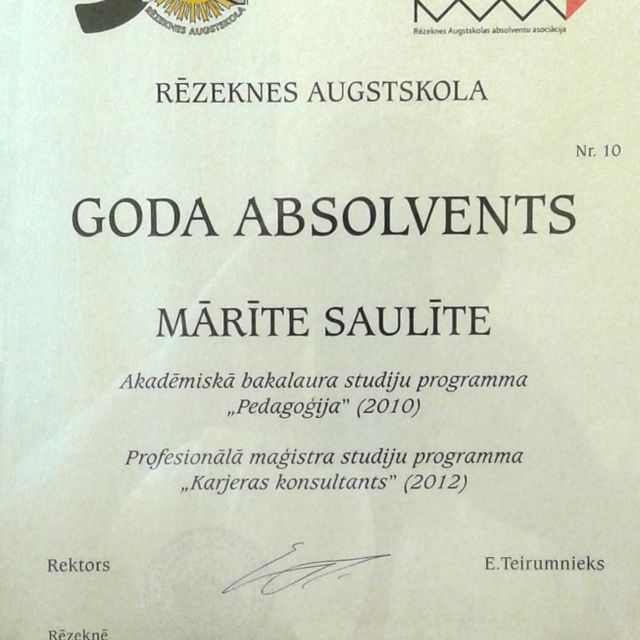 RĒZEKNES AUGSTSKOLA
Rēzeknes Augstskolas absolventu asociācija
RĒZEKNES AUGSTSKOLA
Nr. 10
GODA ABSOLVENTS
MĀRĪTE SAULĪTE
Akadēmiskā bakalaura studiju programma
„Pedagoģija" (2010)
Profesionālā maģistra studiju programma
„Karjeras konsultants" (2012)
Rektors
E.Teirumnieks
Rēzeknē